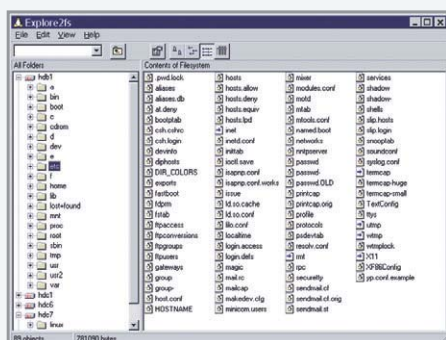 Explore2fs
File Edit View Help
All Folders
Contents of Filesystem
hdb1
a
bin
boot
c
cdrom
d
dev
e
etc
f
home
lib
lost+found
mnt
proc
root
sbin
tmp
usr
usr2
var
hdc1
hdc6
hdc7
linux
.pwd.lock
aliases
aliases.db
at.deny
bootptab
csh.cshrc
csh.login
devinfo
diphosts
DIR_COLORS
exports
fastboot
fdprm
fstab
ftpaccess
ftpconversions
ftpgroups
ftpusers
gateways
group
group-
host.conf
HOSTNAME
hosts
hosts.allow
hosts.deny
hosts.equiv
hosts.lpd
inet
inetd.conf
inittab
ioctl.save
isapnp.conf
isapnp.conf.works
issue
ld.so.cache
ld.so.conf
lilo.conf
localtime
login.access
login.defs
magic
mail.rc
mailcap
makedev.cfg
minicom.users
mixer
modules.conf
motd
mtab
mtools.conf
named.boot
networks
nntpserver
passwd
passwd-
passwd.OLD
printcap
printcap.orig
profile
protocols
psdevtab
resolv.conf
rmt
rpc
securetty
sendmail.cf
sendmail.cf.orig
sendmail.st
services
shadow
shadow-
shells
slip.hosts
slip.login
snooptab
soundconf
syslog.conf
termcap
termcap-huge
termcap-small
TextConfig
ttys
utmp
wtmp
wtmplock
X11
XF86Config
yp.conf.example
89 objects
781090 bytes